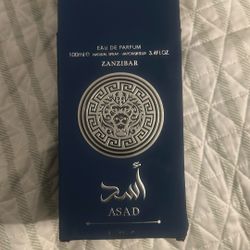 EAU DE PARFUM
100ml℮ NATURAL SPRAY - VAPORISATEUR 3.4FL.OZ.
ZANZIBAR
أسد
ASAD